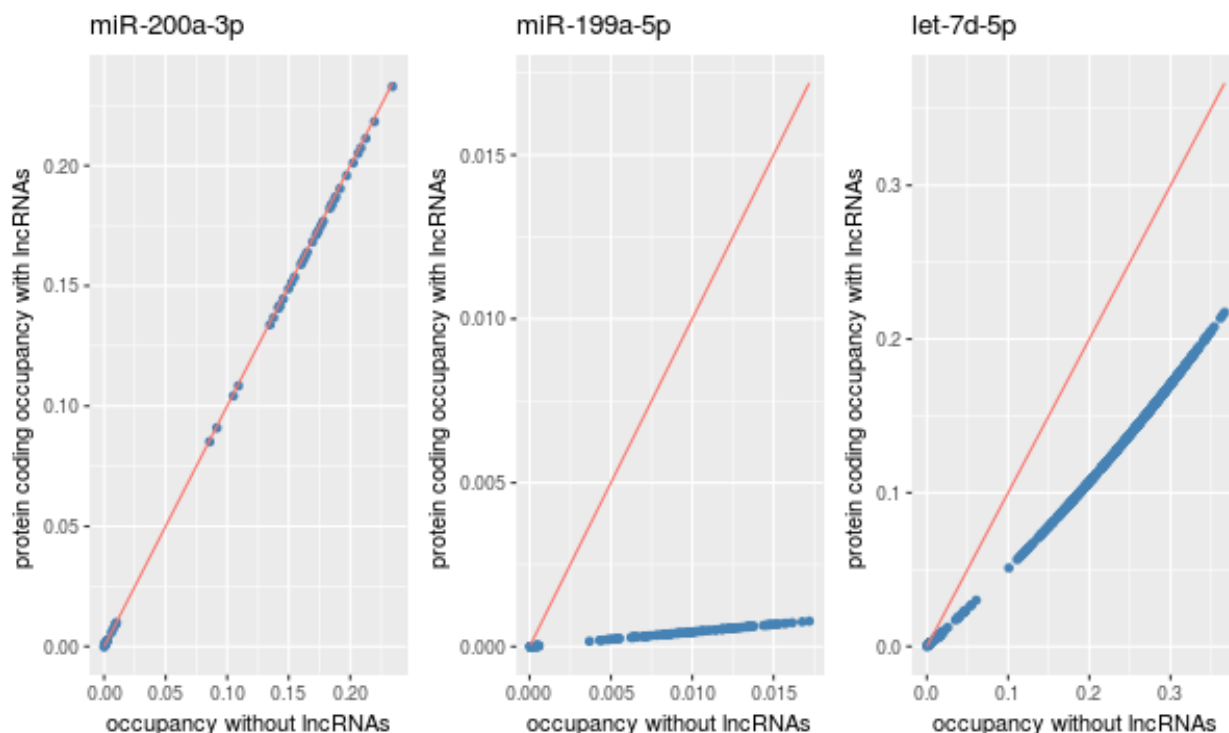 miR-200a-3p
protein coding occupancy with lncRNAs
0.20
0.15
0.10
0.05
0.00
0.00 0.05 0.10 0.15 0.20
occupancy without lncRNAs
miR-199a-5p
protein coding occupancy with lncRNAs
0.015
0.010
0.005
0.000
0.000 0.005 0.010 0.015
occupancy without lncRNAs
let-7d-5p
protein coding occupancy with lncRNAs
0.3
0.2
0.1
0.0
0.0 0.1 0.2 0.3
occupancy without lncRNAs